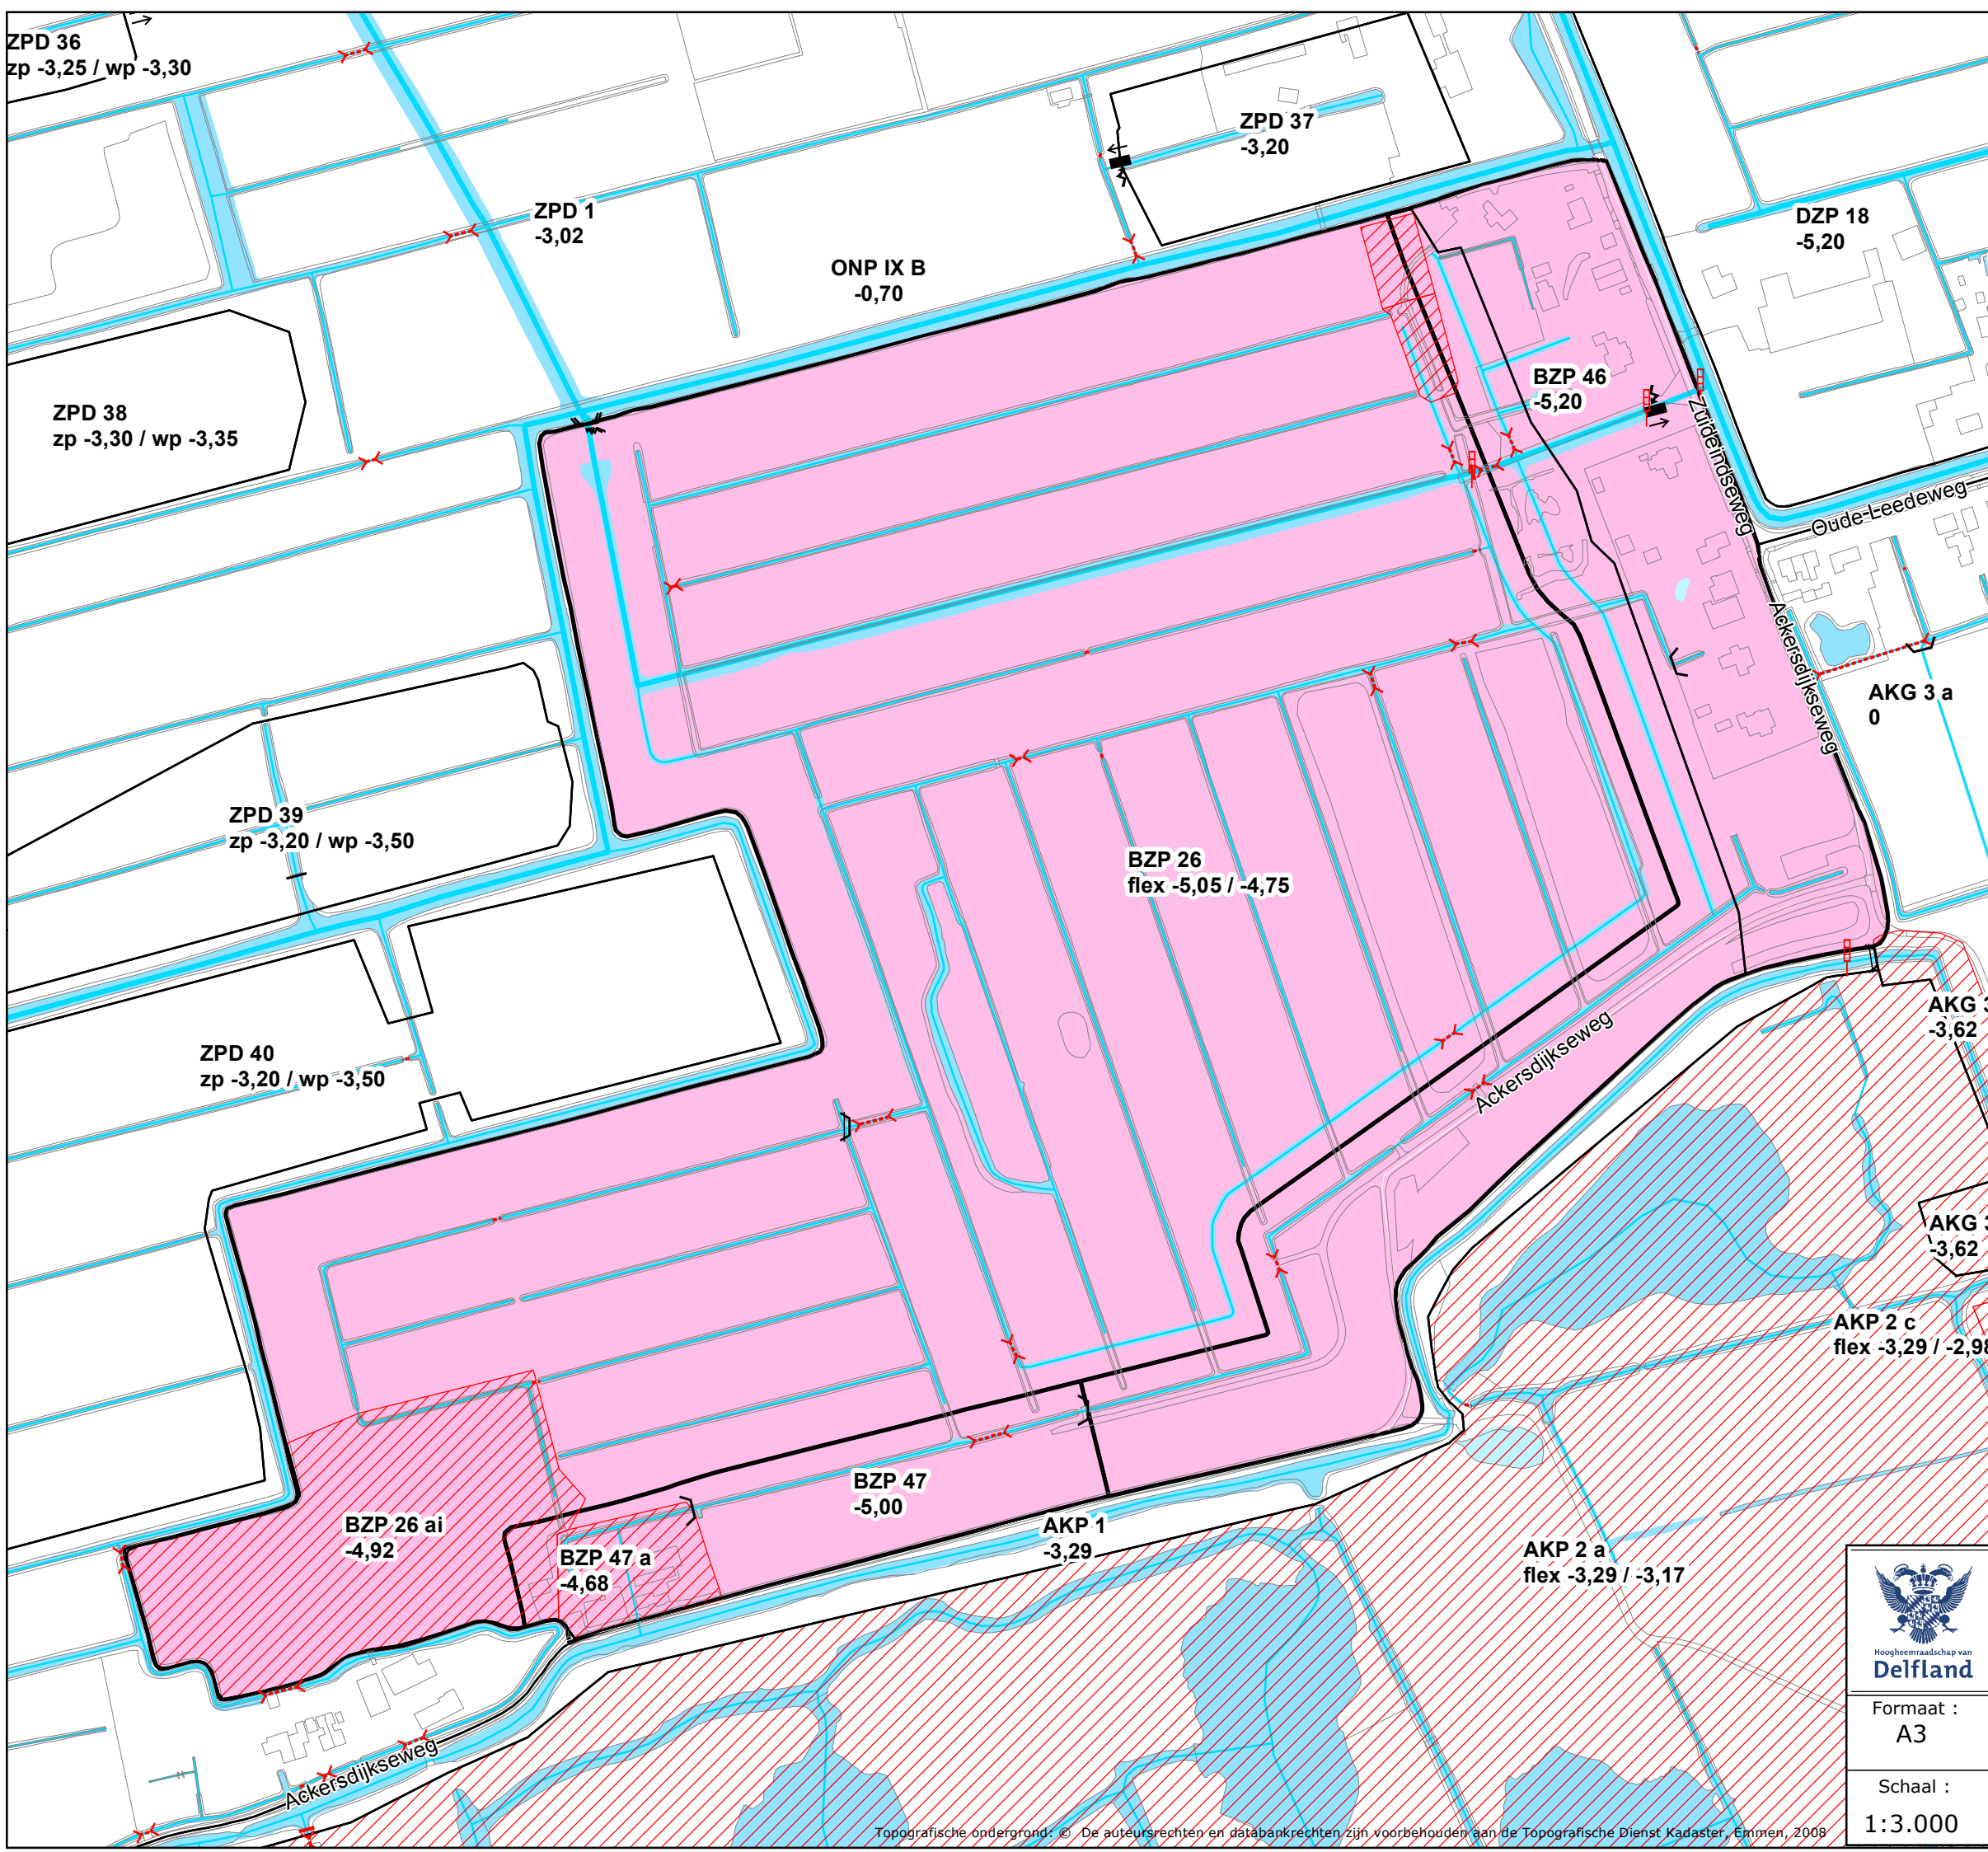 ZPD 36
zp -3,25 / wp -3,30
ZPD 37
-3,20
ZPD 1
-3,02
DZP 18
-5,20
ONP IX B
-0,70
BZP 46
-5,20
ZPD 38
zp -3,30 / wp -3,35
Zuideindseweg
Oude-Leedeweg
Ackersdijkseweg
AKG 3 a
0
ZPD 39
zp -3,20 / wp -3,50
BZP 26
flex -5,05 / -4,75
AKG 3
-3,62
ZPD 40
zp -3,20 / wp -3,50
Ackersdijkseweg
AKG 3
-3,62
AKP 2 c
flex -3,29 / -2,98
BZP 47
-5,00
BZP 26 ai
-4,92
AKP 1
-3,29
BZP 47 a
-4,68
AKP 2 a
flex -3,29 / -3,17
Hoogheemraadschap van
Delfland
Formaat :
A3
Schaal :
1:3.000
Ackersdijkseweg
Topografische ondergrond: © De auteursrechten en databankrechten zijn voorbehouden aan de Topografische Dienst Kadaster, Emmen, 2008